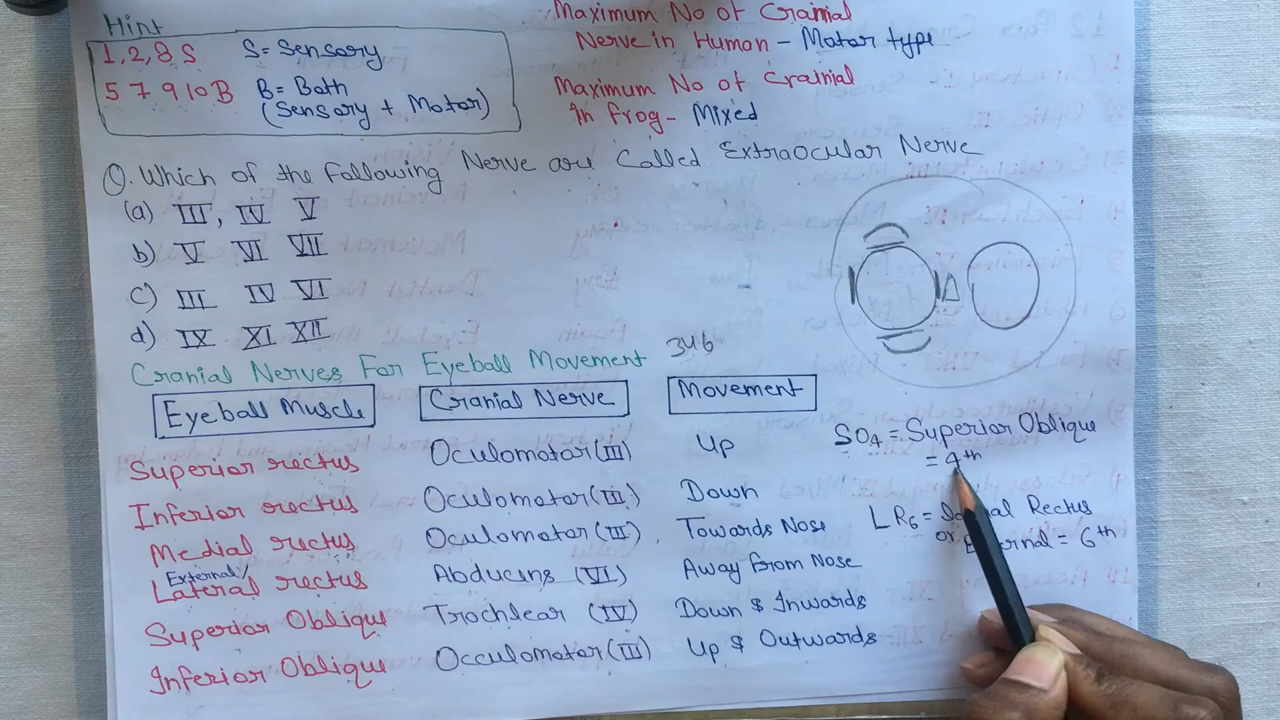 Hint
1,2,8 S S= Sensory
5 7 9 10 B B= Both
(Sensory + Motor)
Maximum No of Cranial
Nerve in Human - Motor type
Maximum No of Crainial
In frog - Mixed
Q. Which of the Following Nerve are Called Extraocular Nerve
(a) III, IV V
b) V VI VII
c) III IV VI
d) IX XI XII
Cranial Nerves For Eyeball Movement 346
Eyeball Muscle Cranial Nerve Movement
Superior rectus Oculomotor (III) Up
Inferior rectus Oculomotor (III) Down
Medial rectus Oculomotor (III) Towards Nose
External/
Lateral rectus Abducins (VI) Away From Nose
Superior Oblique Trochlear (IV) Down & Inwards
Inferior Oblique Occulomotor (III) Up & Outwards
SO4 = Superior Oblique
= 4th
LR6 = Rectus
or = 6th